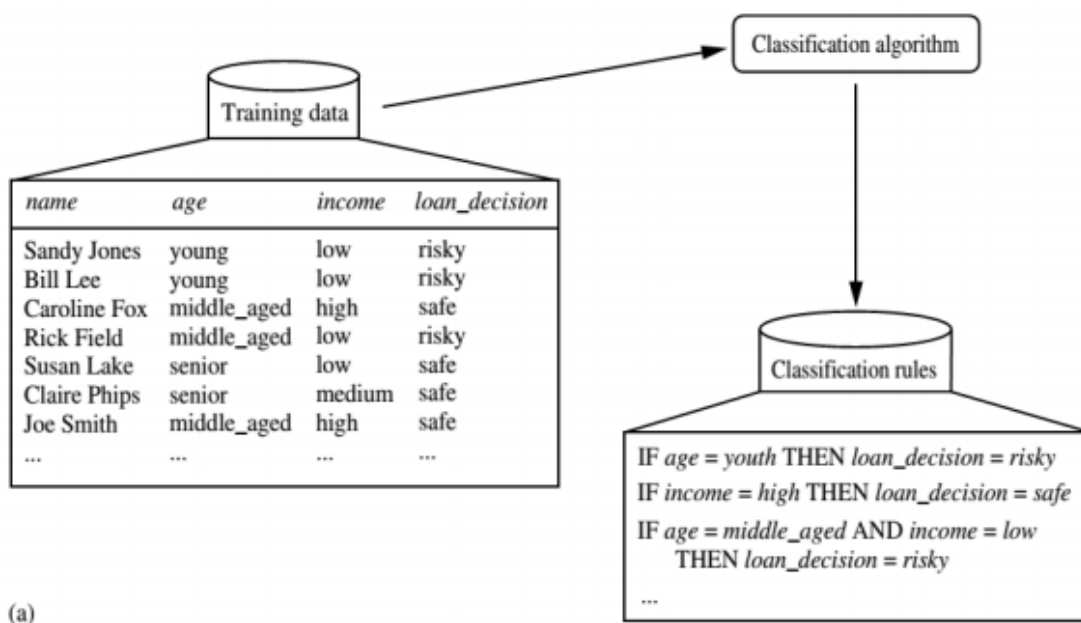 Classification algorithm
Training data
name age income loan_decision
Sandy Jones young low risky
Bill Lee young low risky
Caroline Fox middle_aged high safe
Rick Field middle_aged low risky
Susan Lake senior low safe
Claire Phips senior medium safe
Joe Smith middle_aged high safe
... ... ... ...
Classification rules
IF age = youth THEN loan_decision = risky
IF income = high THEN loan_decision = safe
IF age = middle_aged AND income = low
THEN loan_decision = risky
...
(a)